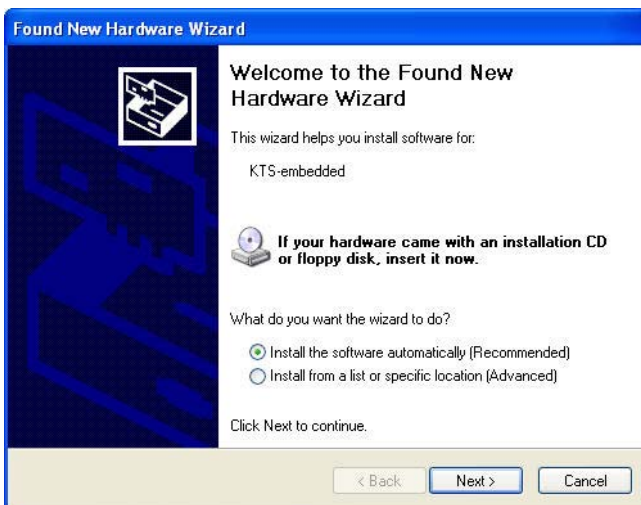 Found New Hardware Wizard
Welcome to the Found New
Hardware Wizard
This wizard helps you install software for:
KTS-embedded
If your hardware came with an installation CD
or floppy disk, insert it now.
What do you want the wizard to do?
Install the software automatically (Recommended)
Install from a list or specific location (Advanced)
Click Next to continue.
< Back Next > Cancel